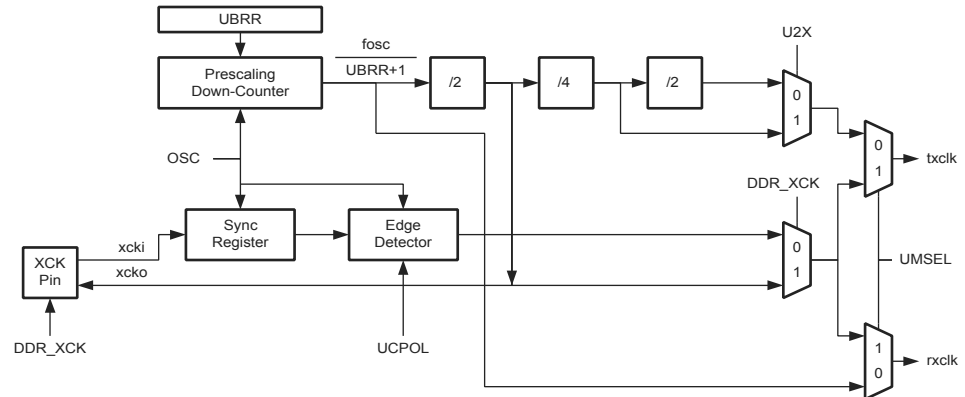 UBRR
U2X
fosc
UBRR+1
Prescaling
Down-Counter
/2
/4
/2
0
1
OSC
0
1
txclk
DDR_XCK
xcki
Sync
Register
Edge
Detector
0
1
XCK
Pin
xcko
UMSEL
DDR_XCK
UCPOL
1
0
rxclk